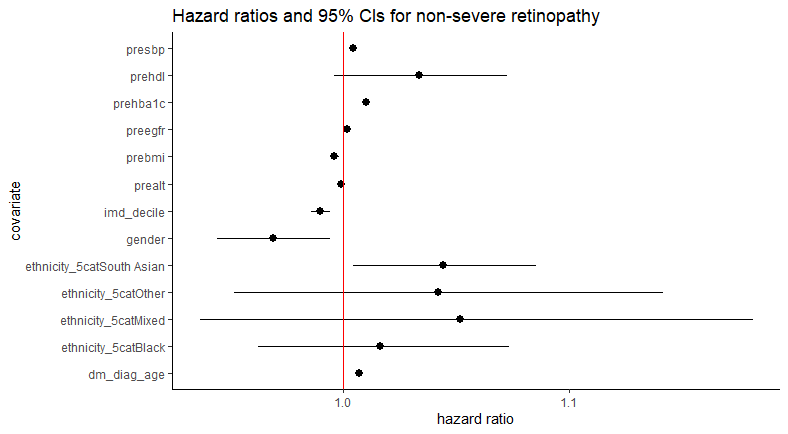 Hazard ratios and 95% CIs for non-severe retinopathy
presbp
prehdl
prehba1c
preegfr
prebmi
prealt
imd_decile
gender
ethnicity_5catSouth Asian
ethnicity_5catOther
ethnicity_5catMixed
ethnicity_5catBlack
dm_diag_age
covariate
1.0 1.1
hazard ratio